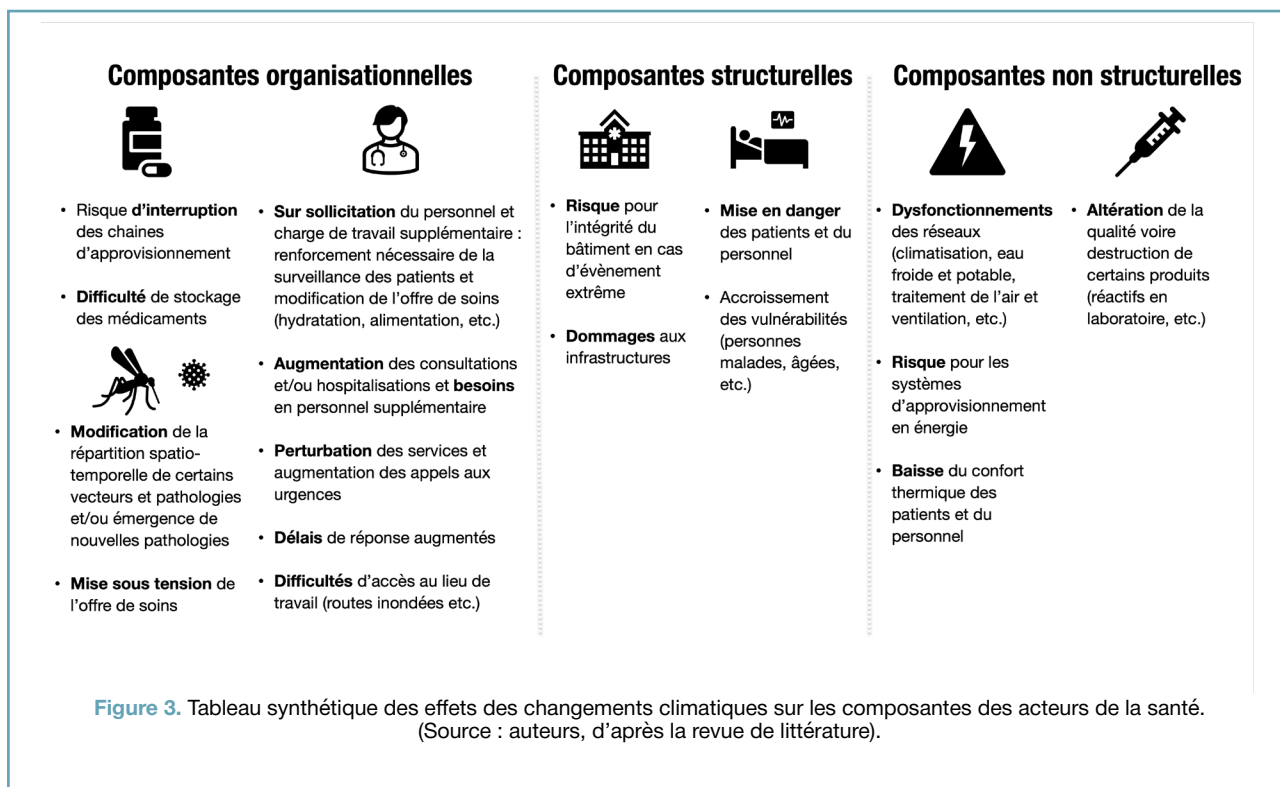 Composantes organisationnelles
• Risque d'interruption
des chaines
d'approvisionnement
• Difficulté de stockage
des médicaments
• Modification de la
répartition spatio-
temporelle de certains
vecteurs et pathologies
et/ou émergence de
nouvelles pathologies
• Mise sous tension de
l'offre de soins
• Sur sollicitation du personnel et
charge de travail supplémentaire :
renforcement nécessaire de la
surveillance des patients et
modification de l'offre de soins
(hydratation, alimentation, etc.)
• Augmentation des consultations
et/ou hospitalisations et besoins
en personnel supplémentaire
• Perturbation des services et
augmentation des appels aux
urgences
• Délais de réponse augmentés
• Difficultés d'accès au lieu de
travail (routes inondées etc.)
Composantes structurelles
• Risque pour
l'intégrité du
bâtiment en cas
d'évènement
extrême
• Dommages aux
infrastructures
• Mise en danger
des patients et du
personnel
• Accroissement
des vulnérabilités
(personnes
malades, âgées,
etc.)
Composantes non structurelles
• Dysfonctionnements
des réseaux
(climatisation, eau
froide et potable,
traitement de l'air et
ventilation, etc.)
• Risque pour les
systèmes
d'approvisionnement
en énergie
• Baisse du confort
thermique des
patients et du
personnel
• Altération de la
qualité voire
destruction de
certains produits
(réactifs en
laboratoire, etc.)
Figure 3. Tableau synthétique des effets des changements climatiques sur les composantes des acteurs de la santé.
(Source : auteurs, d'après la revue de littérature).